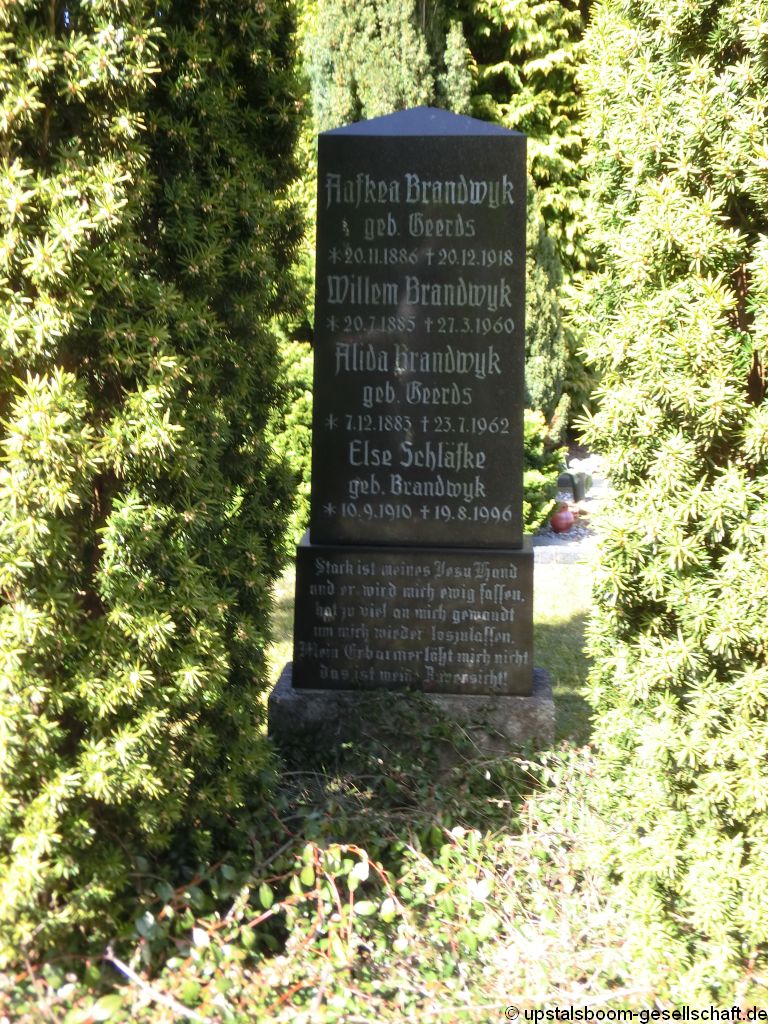 Aafkea Brandwyk
geb. Geerds
* 20.11.1886 † 20.12.1918
Willem Brandwyk
* 20.7.1885 † 27.3.1960
Alida Brandwyk
geb. Geerds
* 7.12.1883 † 23.7.1962
Else Schläfke
geb. Brandwyk
* 10.9.1910 † 19.8.1996
Stark ist meines Jesu Hand
und er wird mich ewig fassen,
hat zu viel an mich gewandt
um mich wieder loszulassen.
Mein Erbarmer läßt mich nicht
das ist meine Zuversicht!
© upstalsboom-gesellschaft.de